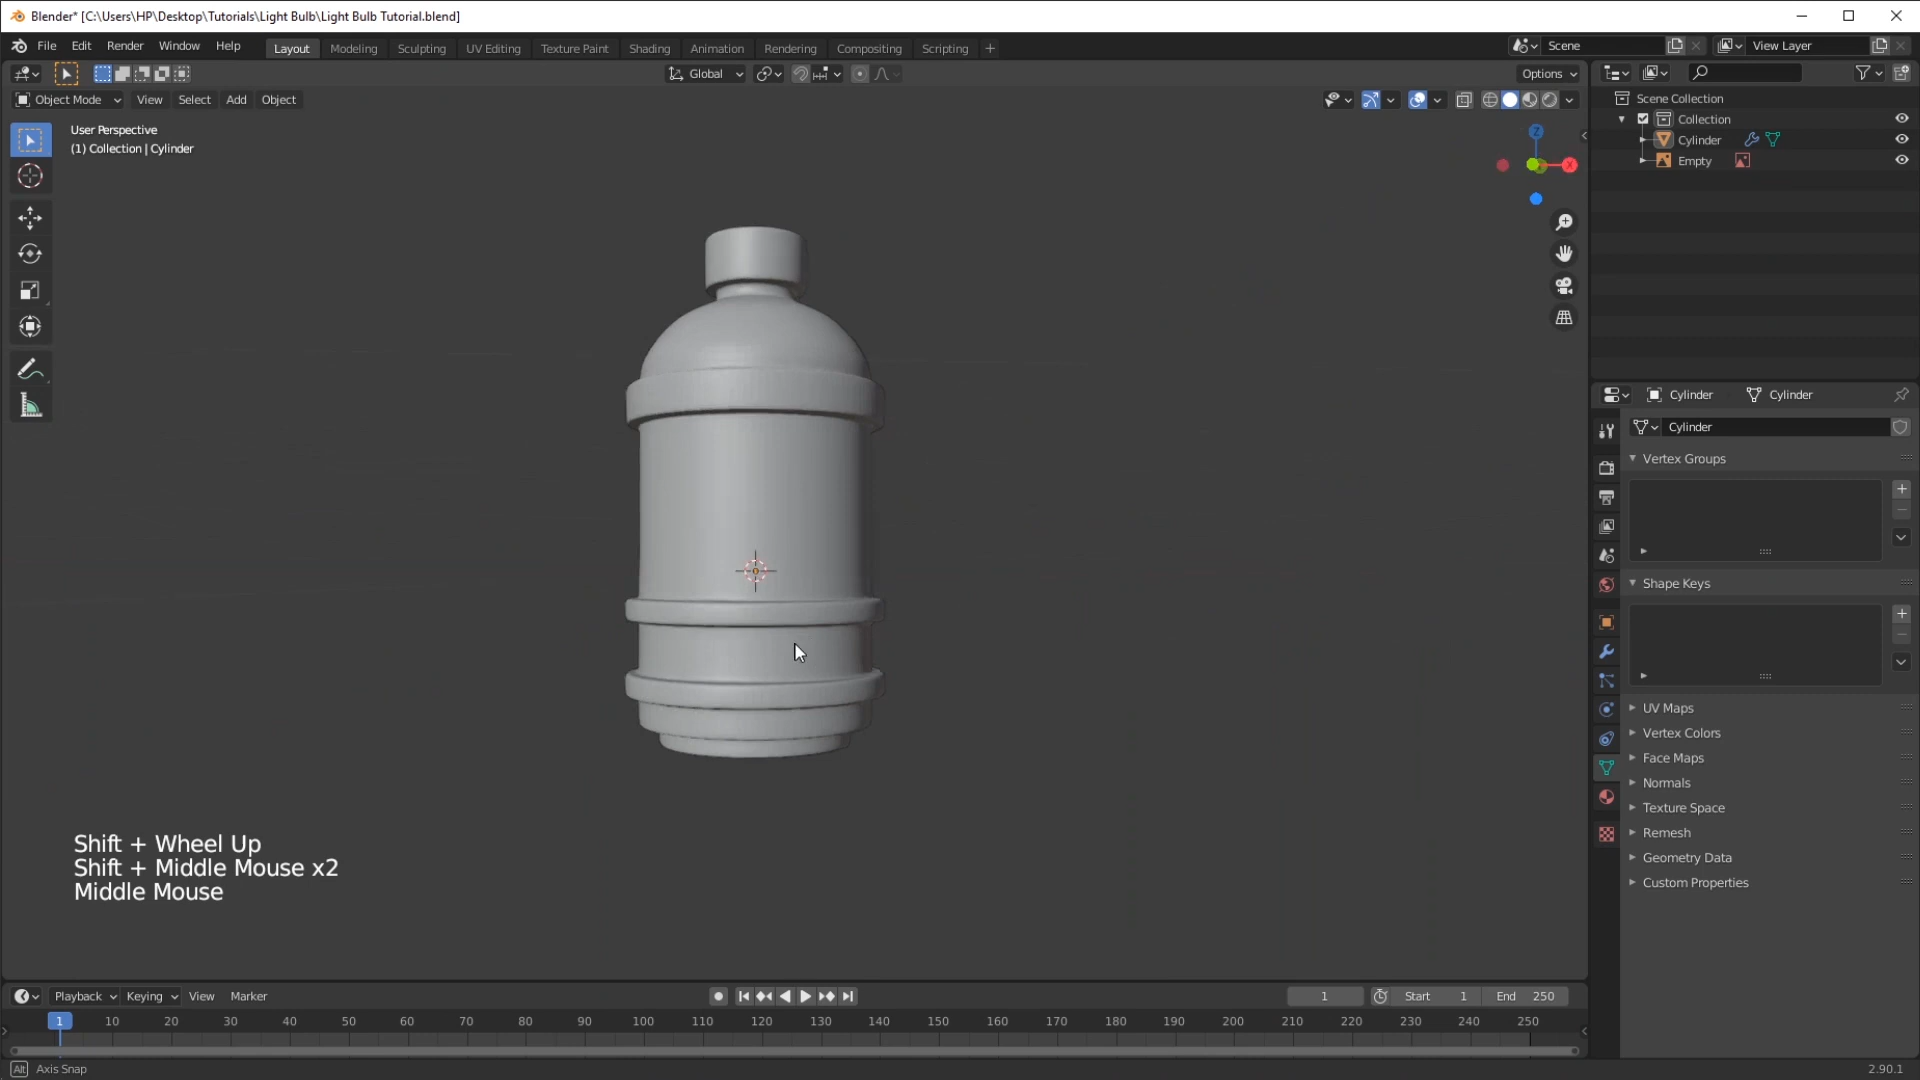 Blender* [C:\Users\HP\Desktop\Tutorials\Light Bulb\Light Bulb Tutorial.blend]
File Edit Render Window Help Layout Modeling Sculpting UV Editing Texture Paint Shading Animation Rendering Compositing Scripting + Scene View Layer
Global Options
Object Mode View Select Add Object
User Perspective
(1) Collection | Cylinder
Z
X
Scene Collection
Collection
Cylinder
Empty
Cylinder Cylinder
Cylinder
Vertex Groups
Shape Keys
UV Maps
Vertex Colors
Face Maps
Normals
Texture Space
Remesh
Geometry Data
Custom Properties
Shift + Wheel Up
Shift + Middle Mouse x2
Middle Mouse
Playback Keying View Marker 1 Start 1 End 250
1 10 20 30 40 50 60 70 80 90 100 110 120 130 140 150 160 170 180 190 200 210 220 230 240 250
Alt Axis Snap 2.90.1